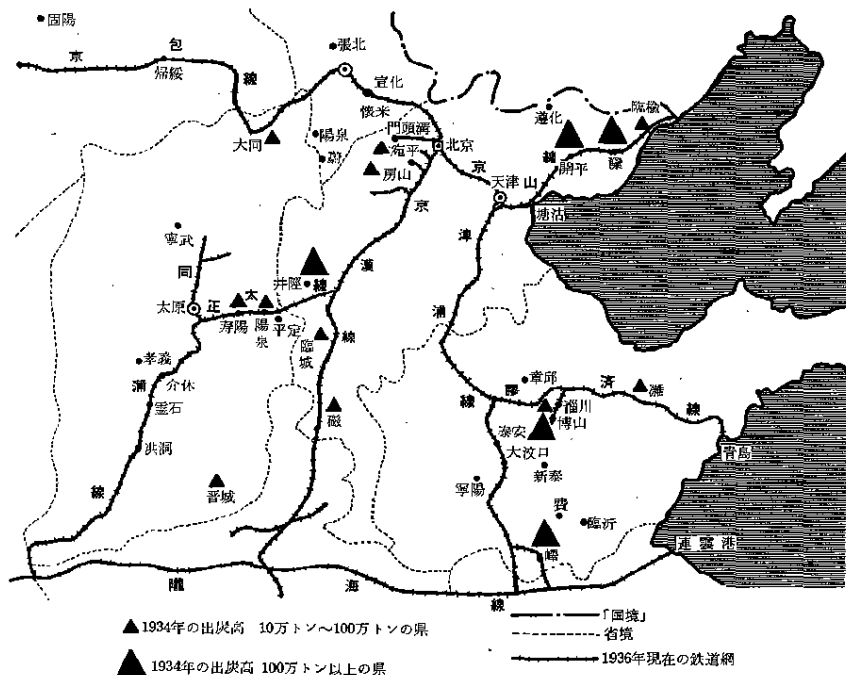 固陽
京
包
線
帰綏
張北
宣化
懐来
大同
陽泉
蔚
門頭溝
宛平
房山
北京
遵化
臨楡
線
開平
灤
京
山
天津
塘沽
寧武
同
太原
正
太
線
井陘
寿陽
陽泉
平定
京
漢
線
臨城
磁
津
浦
線
孝義
蒲
介休
霊石
洪洞
線
晋城
膠
済
線
章邱
淄川
博山
濰
泰安
大汶口
新泰
寧陽
費
臨沂
嶧
青島
連雲港
隴
海
線
1934年の出炭高 10万トン〜100万トンの県
1934年の出炭高 100万トン以上の県
「国境」
省境
1936年現在の鉄道網